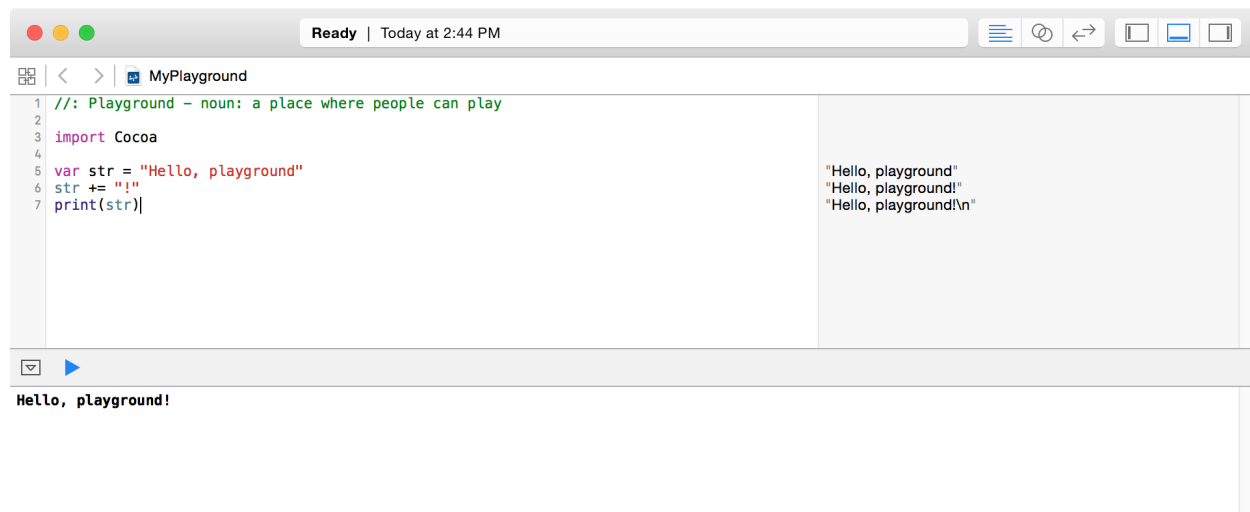 Ready | Today at 2:44 PM
MyPlayground
1 //: Playground – noun: a place where people can play
2
3 import Cocoa
4
5 var str = "Hello, playground" "Hello, playground"
6 str += "!" "Hello, playground!"
7 print(str) "Hello, playground!\n"
Hello, playground!